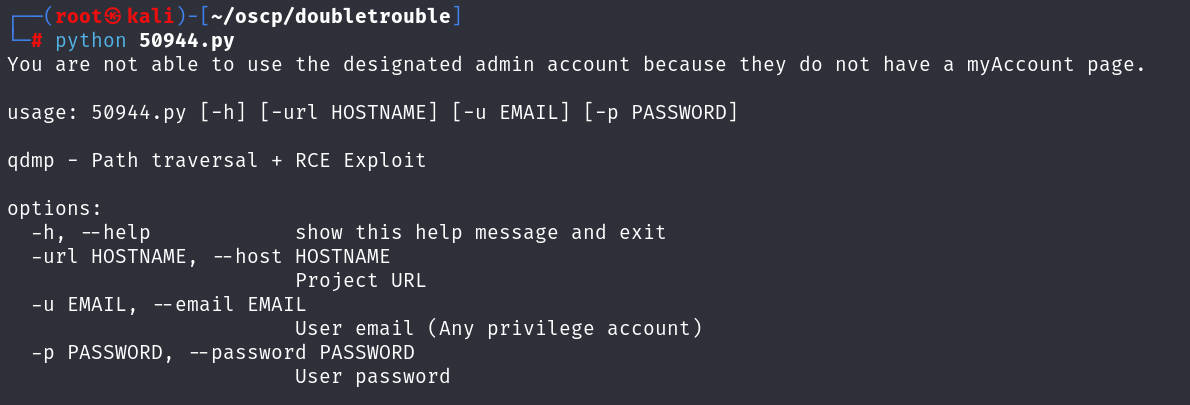 ┌──(root㉿kali)-[~/oscp/doubletrouble]
└─# python 50944.py
You are not able to use the designated admin account because they do not have a myAccount page.
usage: 50944.py [-h] [-url HOSTNAME] [-u EMAIL] [-p PASSWORD]
qdmp - Path traversal + RCE Exploit
options:
-h, --help show this help message and exit
-url HOSTNAME, --host HOSTNAME
Project URL
-u EMAIL, --email EMAIL
User email (Any privilege account)
-p PASSWORD, --password PASSWORD
User password